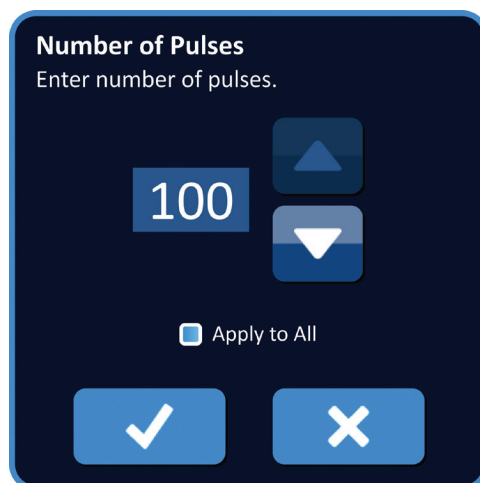 Number of Pulses
Enter number of pulses.
100
Apply to All